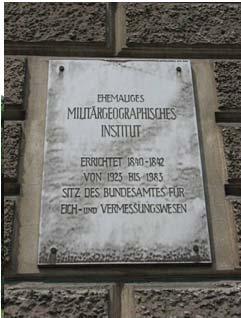 EHEMALIGES
MILITÄRGEOGRAPHISCHES
INSTITUT
ERRICHTET 1840-1842
VON 1923 BIS 1983
SITZ DES BUNDESAMTES FÜR
EICH- UND VERMESSUNGSWESEN